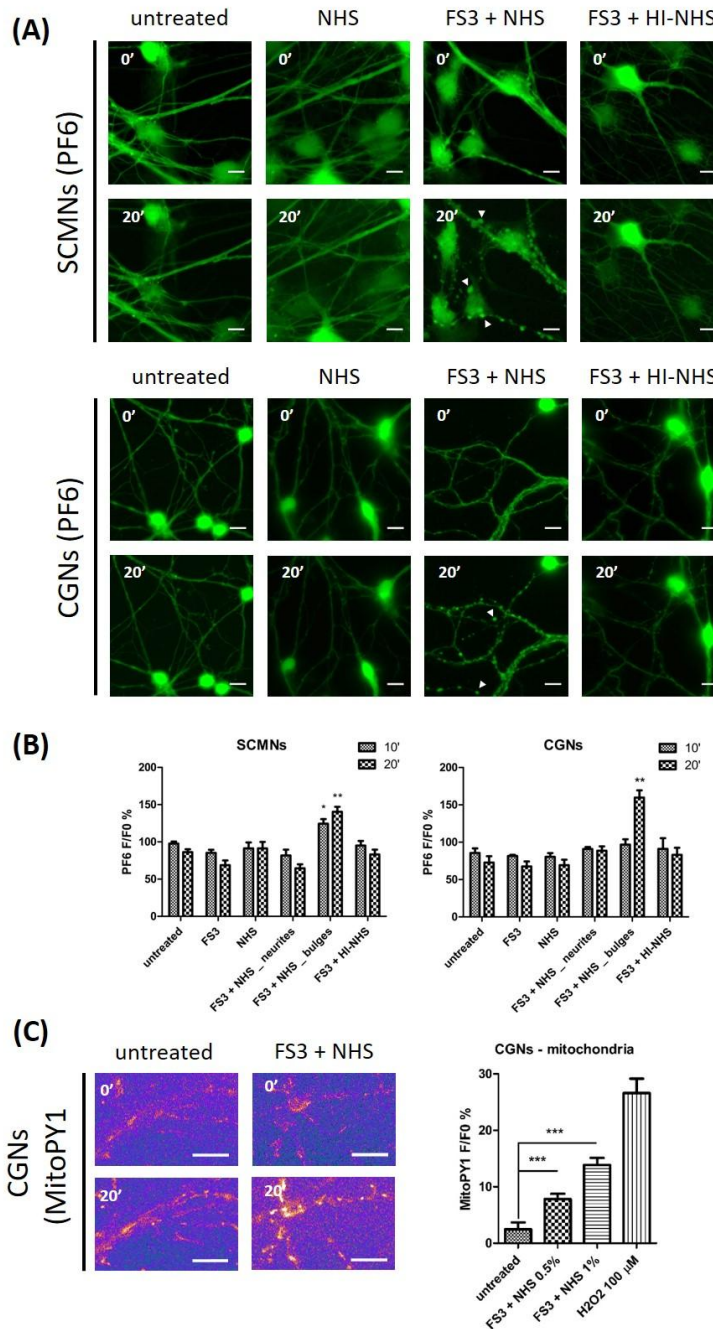 (A)
untreated NHS FS3 + NHS FS3 + HI-NHS
SCMNs (PF6)
0' 0' 0' 0'
20' 20' 20' 20'
untreated NHS FS3 + NHS FS3 + HI-NHS
CGNs (PF6)
0' 0' 0' 0'
20' 20' 20' 20'
(B)
SCMNs
10'
20'
PF6 F/F0 %
200
150
100
50
0
* **
untreated
FS3
NHS
FS3 + NHS _ neurites
FS3 + NHS _ bulges
FS3 + HI-NHS
CGNs
10'
20'
PF6 F/F0 %
200
150
100
50
0
**
untreated
FS3
NHS
FS3 + NHS _ neurites
FS3 + NHS _ bulges
FS3 + HI-NHS
(C)
untreated FS3 + NHS
CGNs
(MitoPY1
0' 0'
20' 20'
CGNs - mitochondria
MitoPY1 F/F0 %
30
20
10
0
***
***
untreated
FS3 + NHS 0.5%
FS3 + NHS 1%
H2O2 100 µM